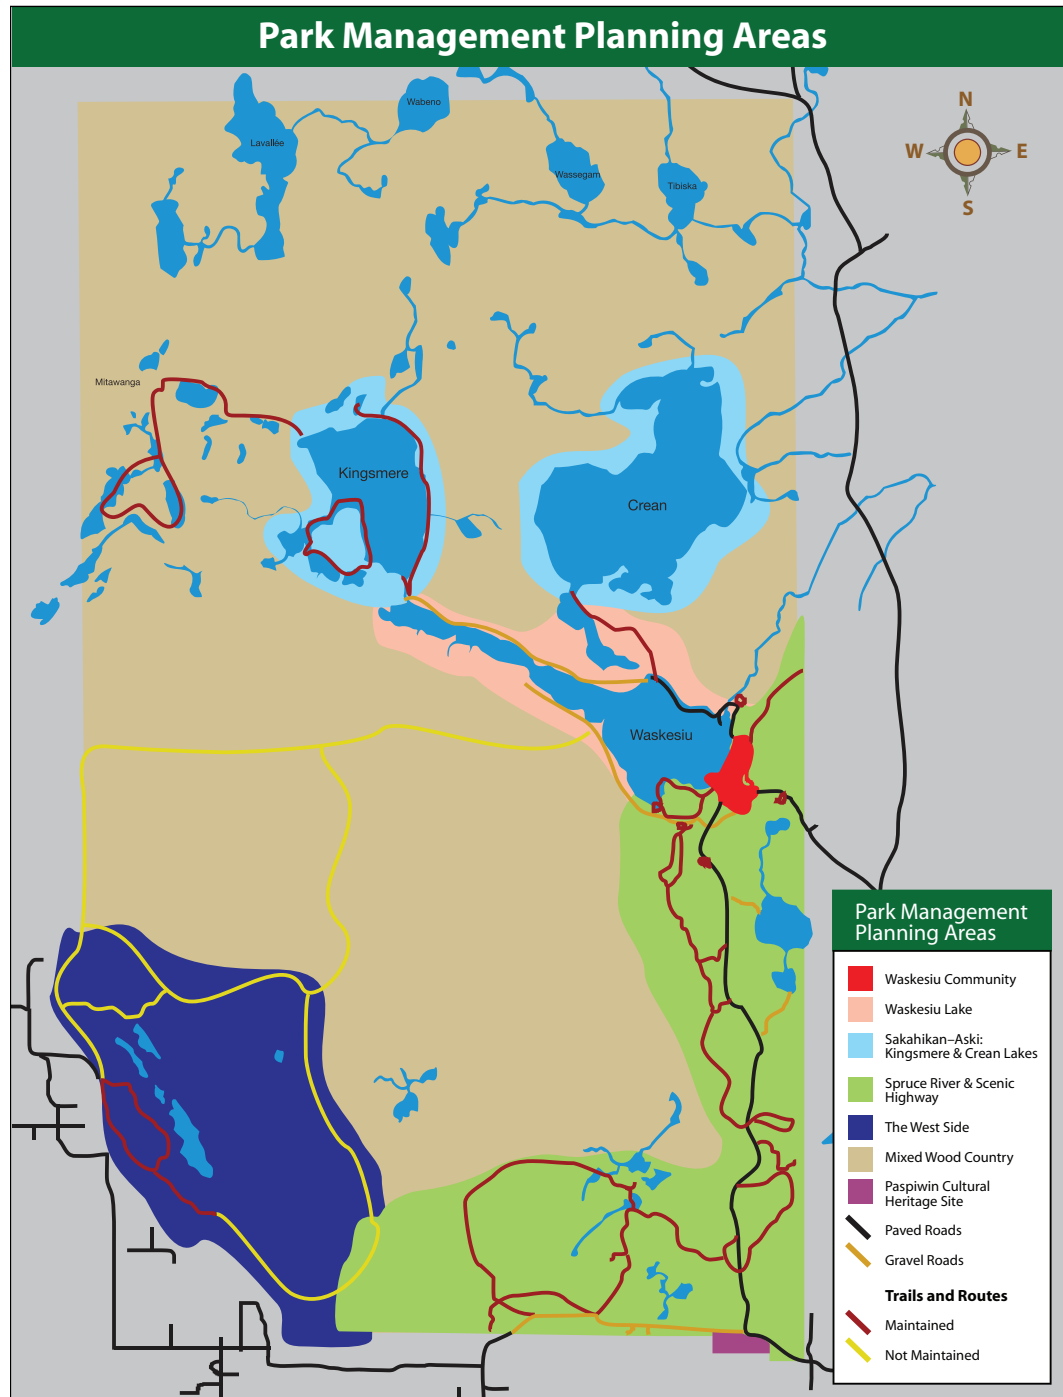 Park Management Planning Areas
N
W
E
S
Wabeno
Lavallée
Wassegam
Tibiska
Mitawanga
Kingsmere
Crean
Waskesiu
Park Management
Planning Areas
Waskesiu Community
Waskesiu Lake
Sakahikan–Aski:
Kingsmere & Crean Lakes
Spruce River & Scenic
Highway
The West Side
Mixed Wood Country
Paspiwin Cultural
Heritage Site
Paved Roads
Gravel Roads
Trails and Routes
Maintained
Not Maintained